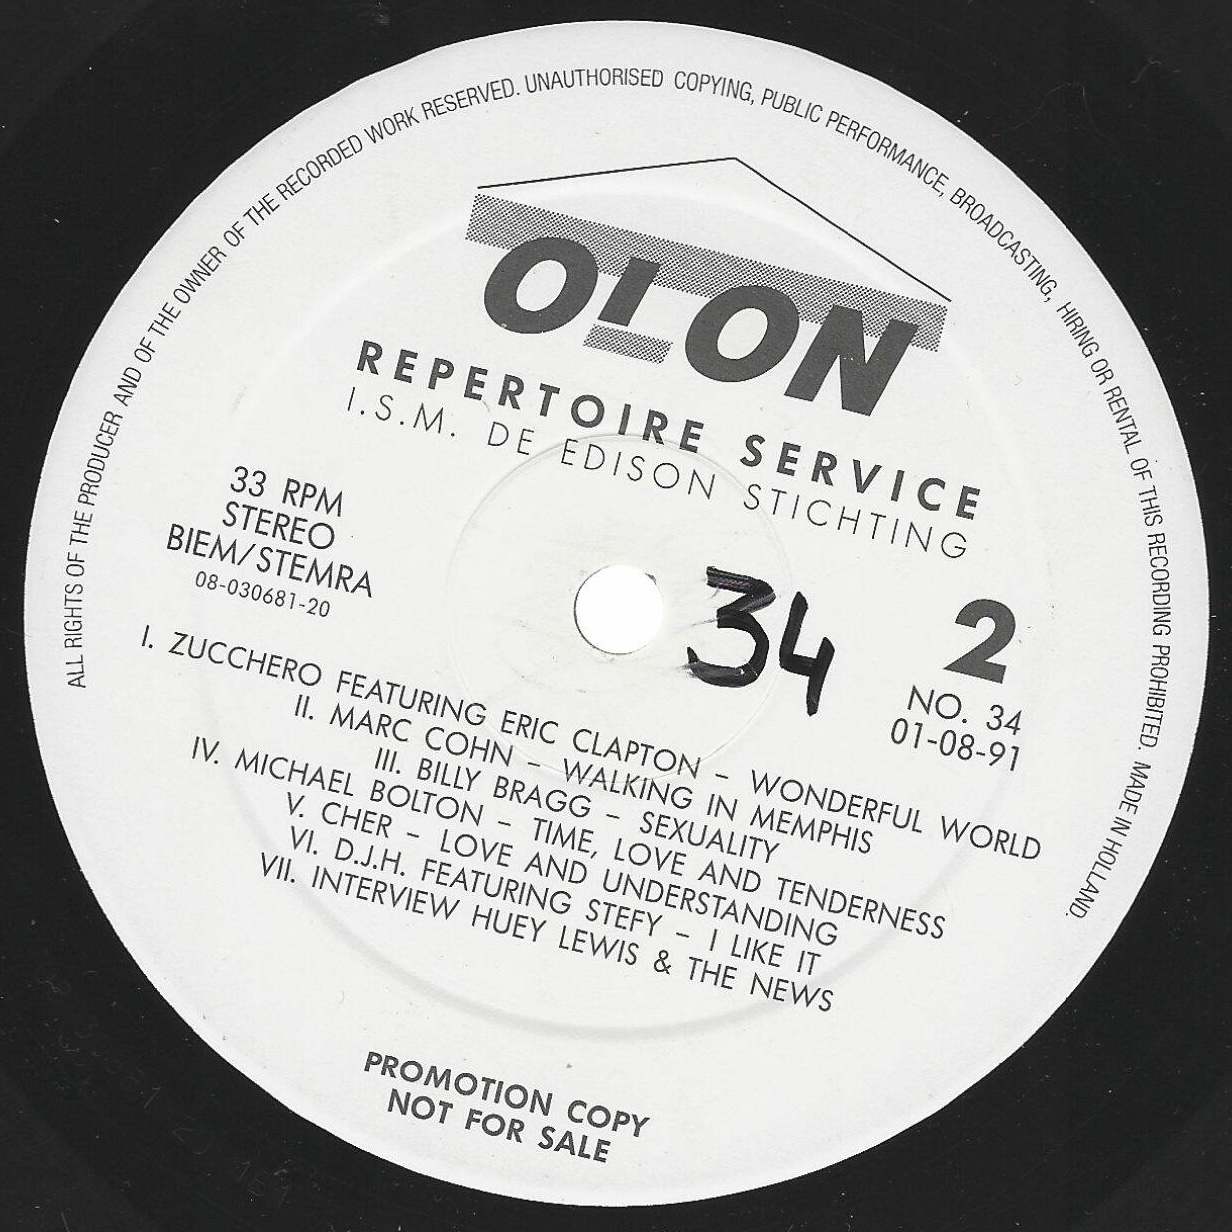 ALL RIGHTS OF THE PRODUCER AND OF THE OWNER OF THE RECORDED WORK RESERVED. UNAUTHORISED COPYING, PUBLIC PERFORMANCE, BROADCASTING, HIRING OR RENTAL OF THIS RECORDING PROHIBITED. MADE IN HOLLAND.
OLON
REPERTOIRE SERVICE
I.S.M. DE EDISON STICHTING
33 RPM
STEREO
BIEM/STEMRA
08-030681-20
34
2
NO. 34
01-08-91
I. ZUCCHERO FEATURING ERIC CLAPTON – WONDERFUL WORLD
II. MARC COHN – WALKING IN MEMPHIS
III. BILLY BRAGG – SEXUALITY
IV. MICHAEL BOLTON – TIME, LOVE AND TENDERNESS
V. CHER – LOVE AND UNDERSTANDING
VI. D.J.H. FEATURING STEFY – I LIKE IT
VII. INTERVIEW HUEY LEWIS & THE NEWS
PROMOTION COPY
NOT FOR SALE